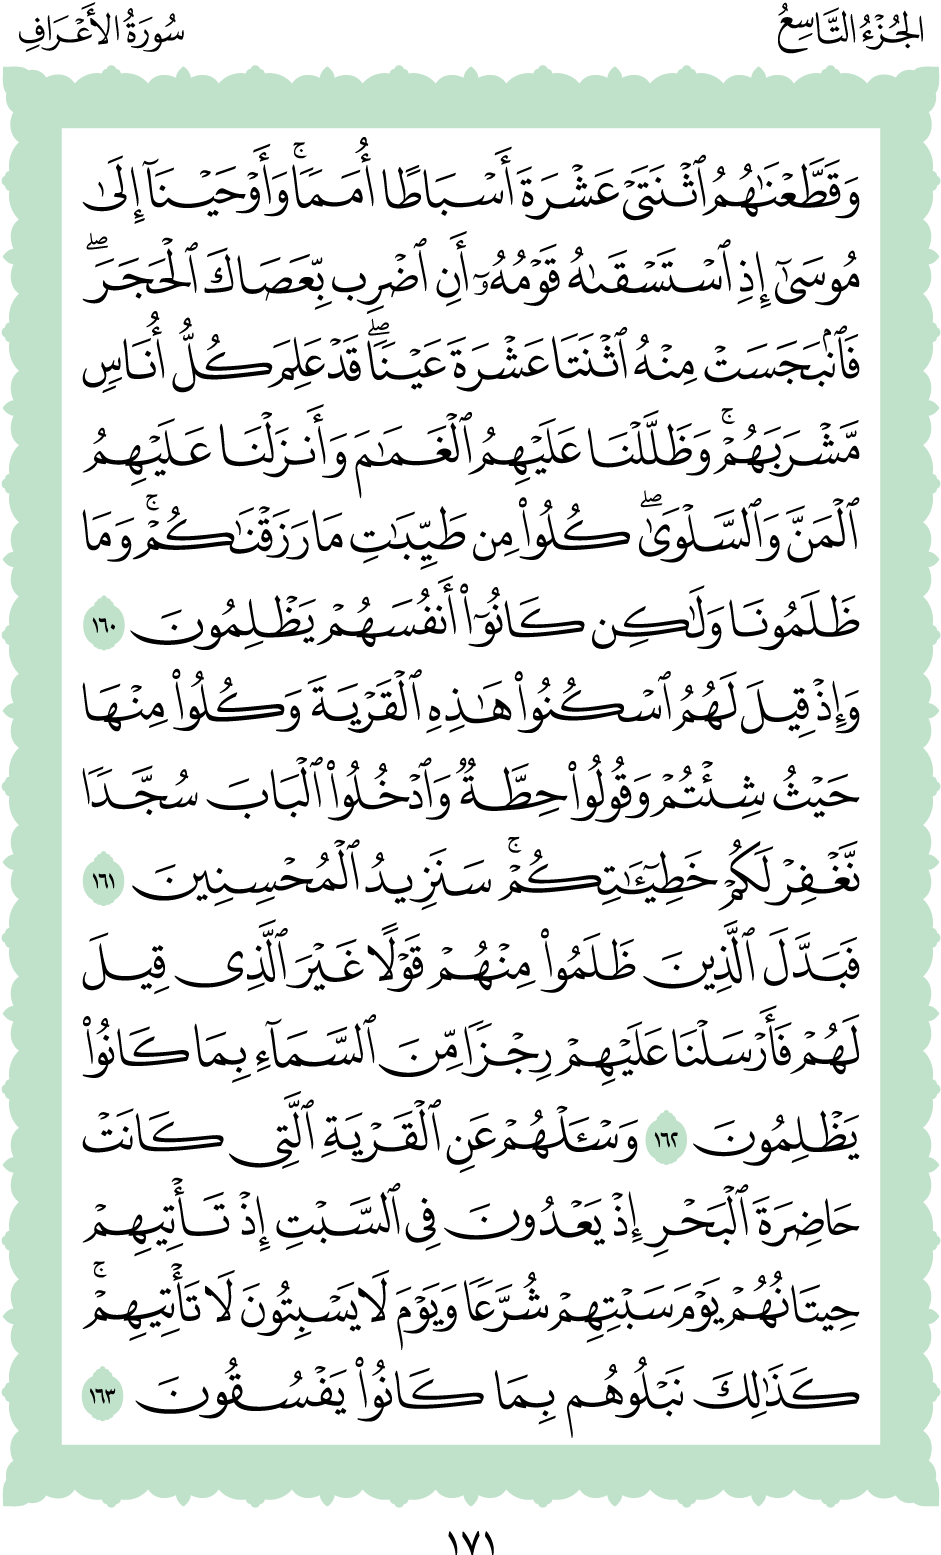 الجُزْءُ التَّاسِعُ
سُورَةُ الأَعْرَافِ
وَقَطَّعْنَٰهُمُ ٱثْنَتَىْ عَشْرَةَ أَسْبَاطًا أُمَمًۭا ۚ وَأَوْحَيْنَآ إِلَىٰ
مُوسَىٰٓ إِذِ ٱسْتَسْقَىٰهُ قَوْمُهُۥٓ أَنِ ٱضْرِب بِّعَصَاكَ ٱلْحَجَرَ ۖ
فَٱنۢبَجَسَتْ مِنْهُ ٱثْنَتَا عَشْرَةَ عَيْنًۭا ۖ قَدْ عَلِمَ كُلُّ أُنَاسٍۢ
مَّشْرَبَهُمْ ۚ وَظَلَّلْنَا عَلَيْهِمُ ٱلْغَمَٰمَ وَأَنزَلْنَا عَلَيْهِمُ
ٱلْمَنَّ وَٱلسَّلْوَىٰ ۖ كُلُوا۟ مِن طَيِّبَٰتِ مَا رَزَقْنَٰكُمْ ۚ وَمَا
ظَلَمُونَا وَلَٰكِن كَانُوٓا۟ أَنفُسَهُمْ يَظْلِمُونَ ١٦٠
وَإِذْ قِيلَ لَهُمُ ٱسْكُنُوا۟ هَٰذِهِ ٱلْقَرْيَةَ وَكُلُوا۟ مِنْهَا
حَيْثُ شِئْتُمْ وَقُولُوا۟ حِطَّةٌۭ وَٱدْخُلُوا۟ ٱلْبَابَ سُجَّدًۭا
نَّغْفِرْ لَكُمْ خَطِيٓـَٰٔتِكُمْ ۚ سَنَزِيدُ ٱلْمُحْسِنِينَ ١٦١
فَبَدَّلَ ٱلَّذِينَ ظَلَمُوا۟ مِنْهُمْ قَوْلًا غَيْرَ ٱلَّذِى قِيلَ
لَهُمْ فَأَرْسَلْنَا عَلَيْهِمْ رِجْزًۭا مِّنَ ٱلسَّمَآءِ بِمَا كَانُوا۟
يَظْلِمُونَ ١٦٢ وَسْـَٔلْهُمْ عَنِ ٱلْقَرْيَةِ ٱلَّتِى كَانَتْ
حَاضِرَةَ ٱلْبَحْرِ إِذْ يَعْدُونَ فِى ٱلسَّبْتِ إِذْ تَأْتِيهِمْ
حِيتَانُهُمْ يَوْمَ سَبْتِهِمْ شُرَّعًۭا وَيَوْمَ لَا يَسْبِتُونَ لَا تَأْتِيهِمْ ۚ
كَذَٰلِكَ نَبْلُوهُم بِمَا كَانُوا۟ يَفْسُقُونَ ١٦٣
١٧١